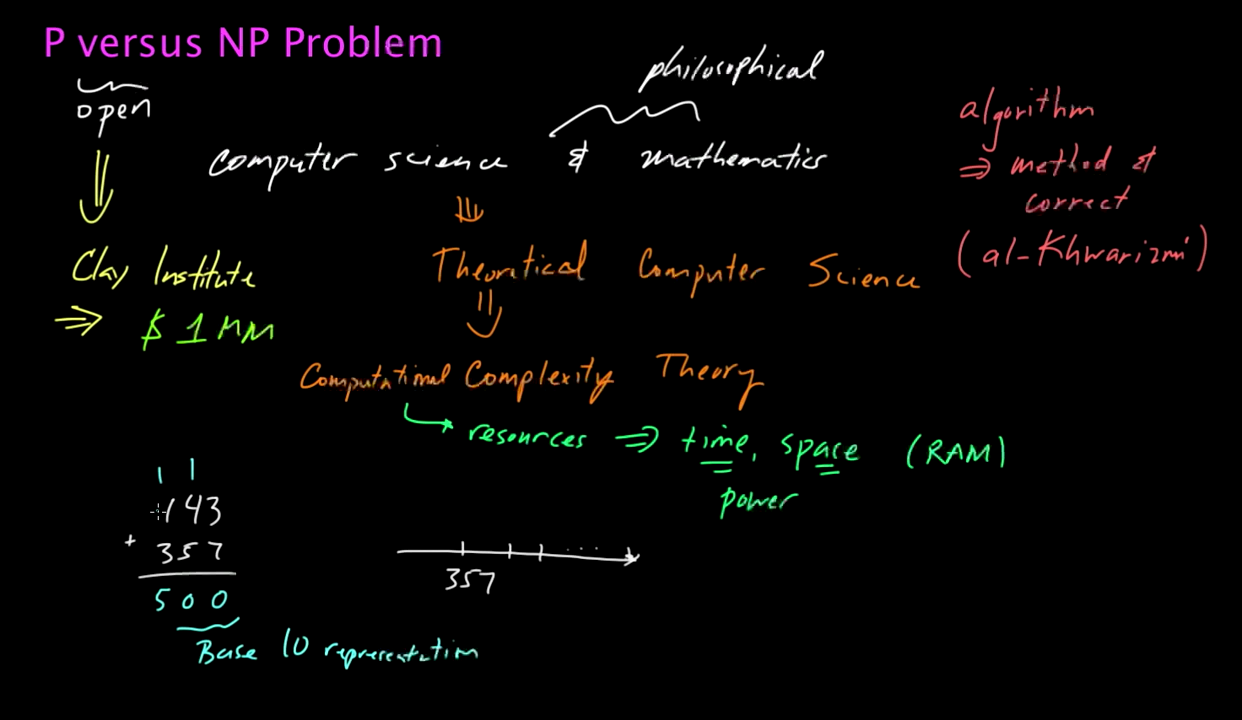 P versus NP Problem
open
philosophical
computer science & mathematics
algorithm
⇒ method &
correct
(al-Khwarizmi)
Clay Institute
⇒ $ 1 MM
Theoretical Computer Science
Computational Complexity Theory
resources ⇒ time, space (RAM)
power
1 1
143
+ 357
500
Base 10 representation
357
...